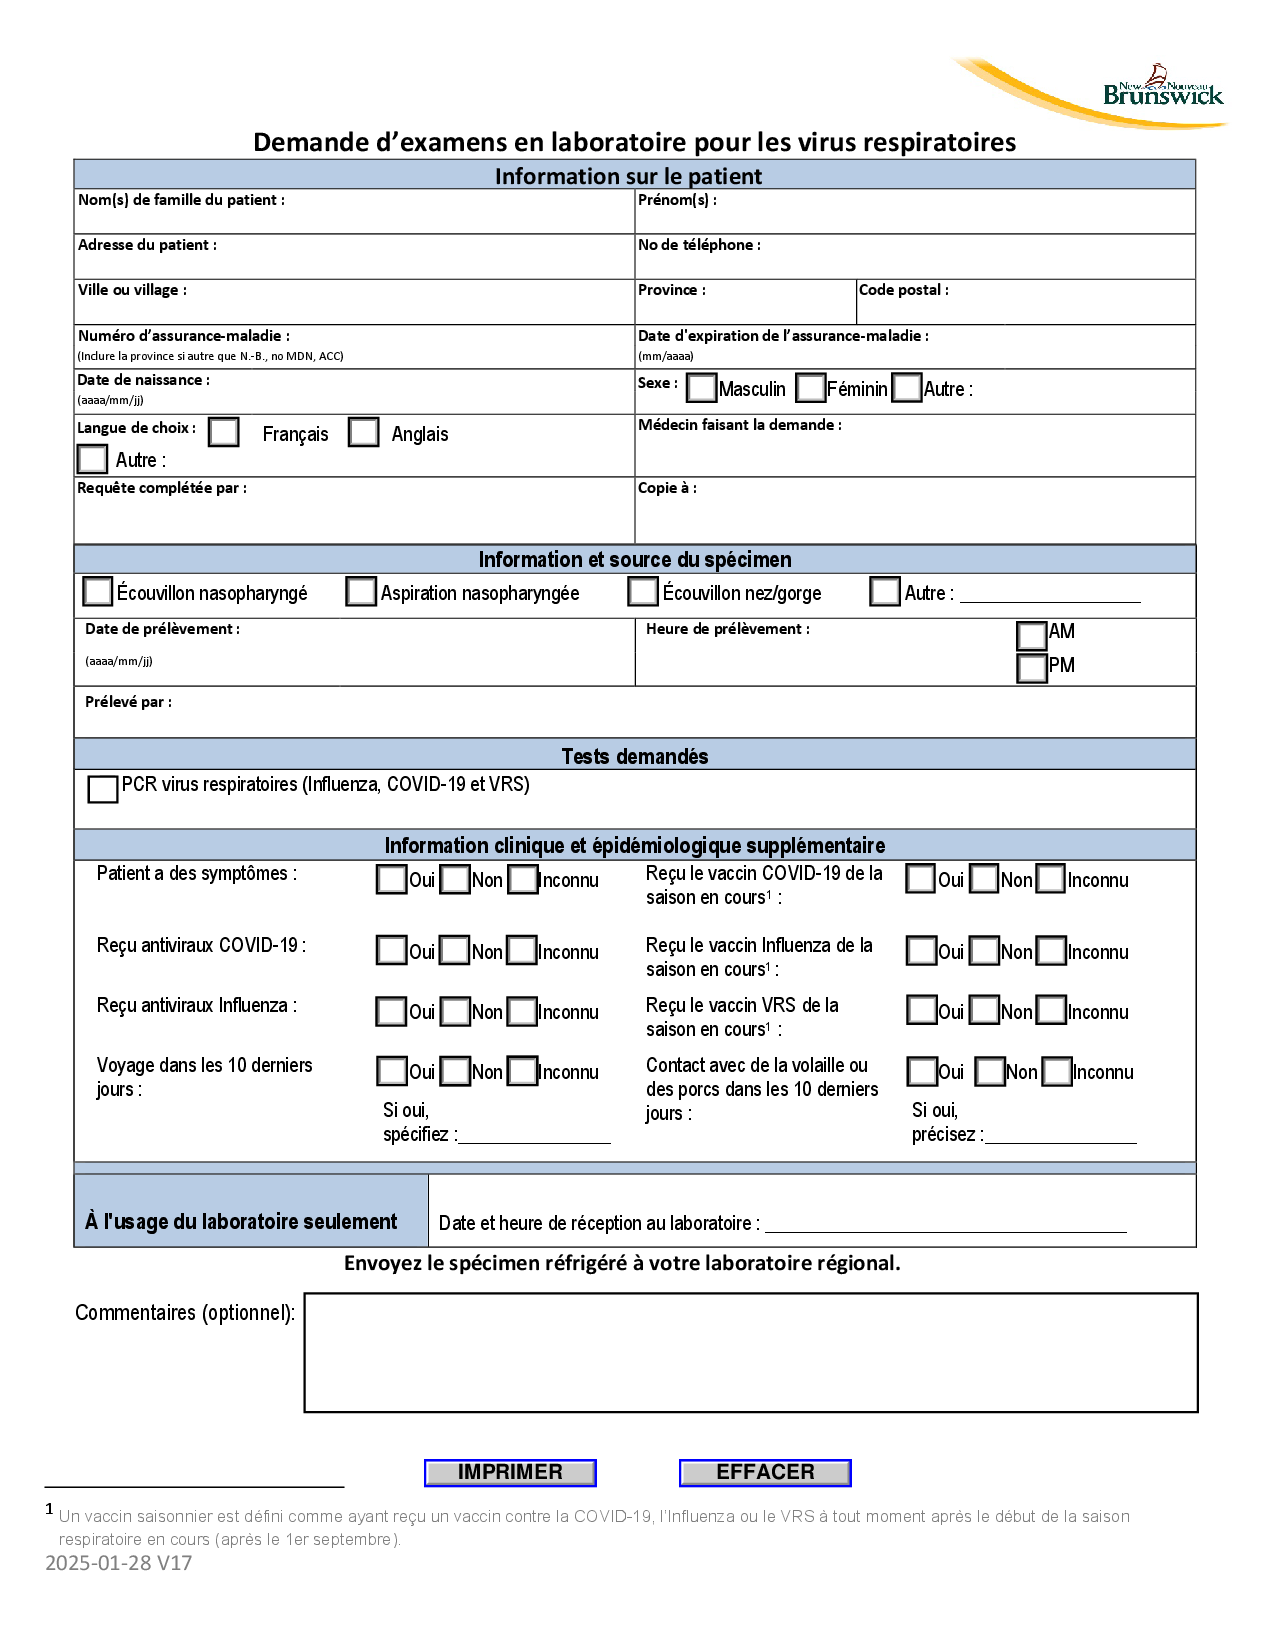 New Nouveau
Brunswick
Demande d’examens en laboratoire pour les virus respiratoires
Information sur le patient
Nom(s) de famille du patient :
Prénom(s) :
Adresse du patient :
No de téléphone :
Ville ou village :
Province :
Code postal :
Numéro d’assurance-maladie :
(Inclure la province si autre que N.-B., no MDN, ACC)
Date d'expiration de l’assurance-maladie :
(mm/aaaa)
Date de naissance :
(aaaa/mm/jj)
Sexe : Masculin Féminin Autre :
Langue de choix : Français Anglais
Autre :
Médecin faisant la demande :
Requête complétée par :
Copie à :
Information et source du spécimen
Écouvillon nasopharyngé Aspiration nasopharyngée Écouvillon nez/gorge Autre : ___________________
Date de prélèvement :
(aaaa/mm/jj)
Heure de prélèvement :
AM
PM
Prélevé par :
Tests demandés
PCR virus respiratoires (Influenza, COVID-19 et VRS)
Information clinique et épidémiologique supplémentaire
Patient a des symptômes : Oui Non Inconnu
Reçu le vaccin COVID-19 de la
saison en cours¹ : Oui Non Inconnu
Reçu antiviraux COVID-19 : Oui Non Inconnu
Reçu le vaccin Influenza de la
saison en cours¹ : Oui Non Inconnu
Reçu antiviraux Influenza : Oui Non Inconnu
Reçu le vaccin VRS de la
saison en cours¹ : Oui Non Inconnu
Voyage dans les 10 derniers
jours : Oui Non Inconnu
Si oui,
spécifiez :________________
Contact avec de la volaille ou
des porcs dans les 10 derniers
jours : Oui Non Inconnu
Si oui,
précisez :________________
À l'usage du laboratoire seulement
Date et heure de réception au laboratoire : ______________________________________
Envoyez le spécimen réfrigéré à votre laboratoire régional.
Commentaires (optionnel):
IMPRIMER
EFFACER
1 Un vaccin saisonnier est défini comme ayant reçu un vaccin contre la COVID-19, l’Influenza ou le VRS à tout moment après le début de la saison
respiratoire en cours (après le 1er septembre).
2025-01-28 V17